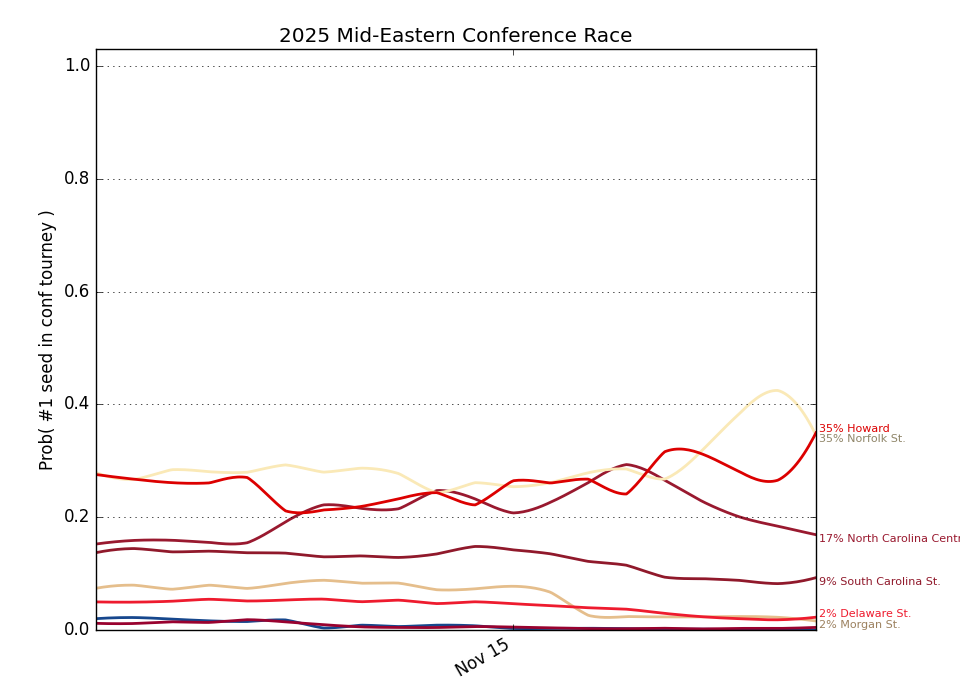 2025 Mid-Eastern Conference Race
Prob( #1 seed in conf tourney )
1.0
0.8
0.6
0.4
0.2
0.0
Nov 15
35% Howard
35% Norfolk St.
17% North Carolina Centr
9% South Carolina St.
2% Delaware St.
2% Morgan St.